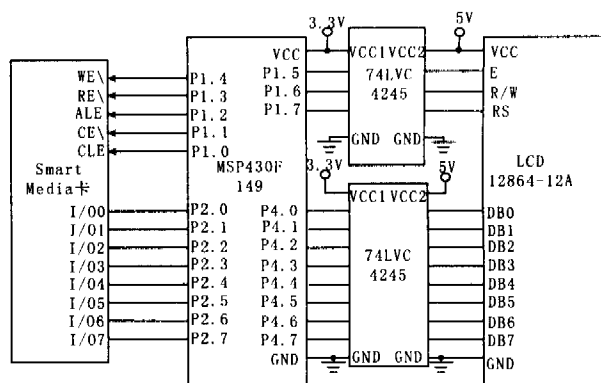 3.3V 5V
VCC VCC1 VCC2 VCC
WE\ P1.4 P1.5 74LVC E
RE\ P1.3 P1.6 4245 R/W
ALE P1.2 P1.7 RS
CE\ P1.1
CLE P1.0 GND GND
Smart MSP430F 3.3V 5V LCD
Media卡 149 VCC1 VCC2 12864-12A
I/O0 P2.0 P4.0 DB0
I/O1 P2.1 P4.1 DB1
I/O2 P2.2 P4.2 74LVC DB2
I/O3 P2.3 P4.3 4245 DB3
I/O4 P2.4 P4.4 DB4
I/O5 P2.5 P4.5 DB5
I/O6 P2.6 P4.6 DB6
I/O7 P2.7 P4.7 DB7
GND GND GND GND